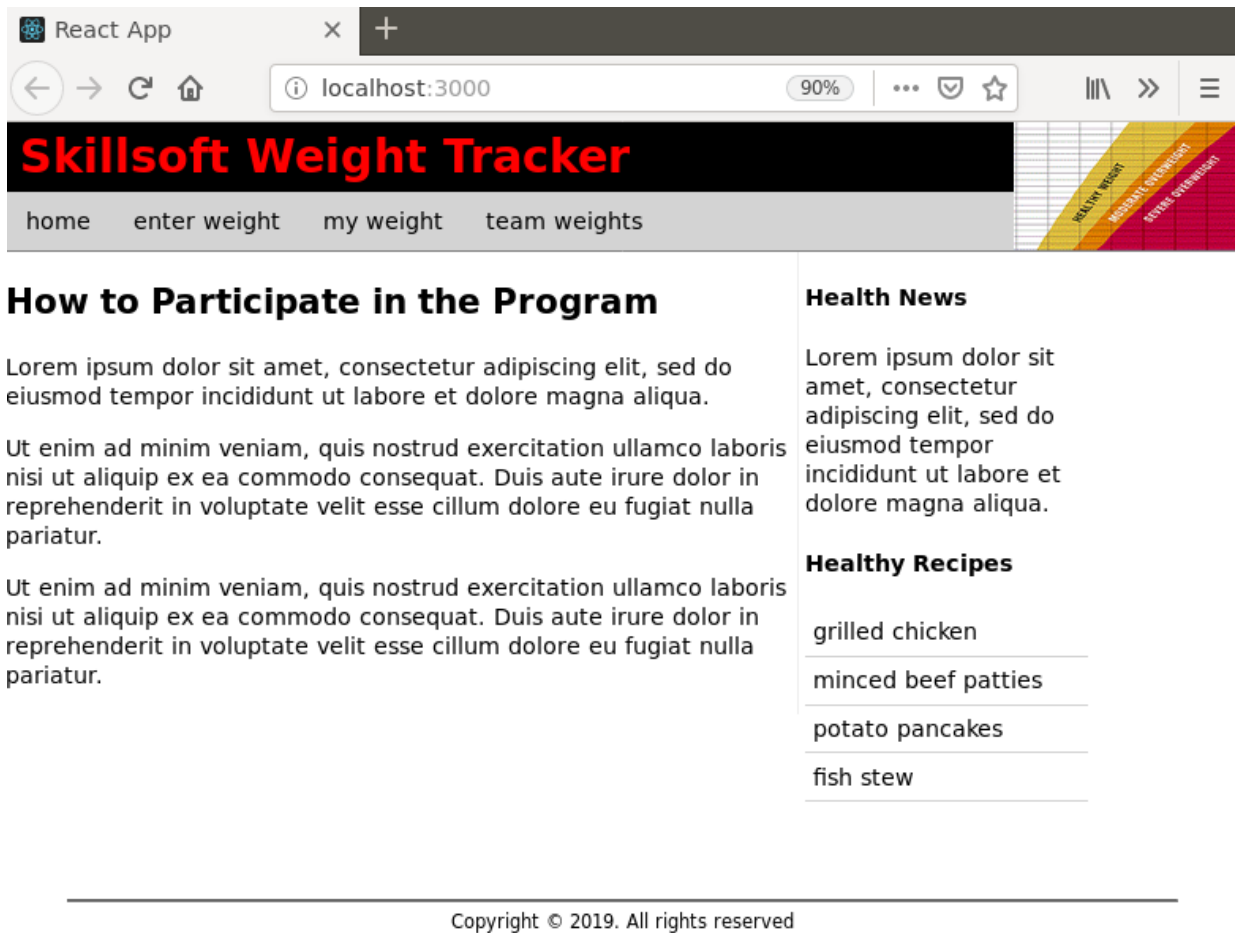 React App
localhost:3000
90%
Skillsoft Weight Tracker
home enter weight my weight team weights
HEALTHY WEIGHT
MODERATE OVERWEIGHT
SEVERE OVERWEIGHT
How to Participate in the Program
Lorem ipsum dolor sit amet, consectetur adipiscing elit, sed do
eiusmod tempor incididunt ut labore et dolore magna aliqua.
Ut enim ad minim veniam, quis nostrud exercitation ullamco laboris
nisi ut aliquip ex ea commodo consequat. Duis aute irure dolor in
reprehenderit in voluptate velit esse cillum dolore eu fugiat nulla
pariatur.
Ut enim ad minim veniam, quis nostrud exercitation ullamco laboris
nisi ut aliquip ex ea commodo consequat. Duis aute irure dolor in
reprehenderit in voluptate velit esse cillum dolore eu fugiat nulla
pariatur.
Health News
Lorem ipsum dolor sit
amet, consectetur
adipiscing elit, sed do
eiusmod tempor
incididunt ut labore et
dolore magna aliqua.
Healthy Recipes
grilled chicken
minced beef patties
potato pancakes
fish stew
Copyright © 2019. All rights reserved